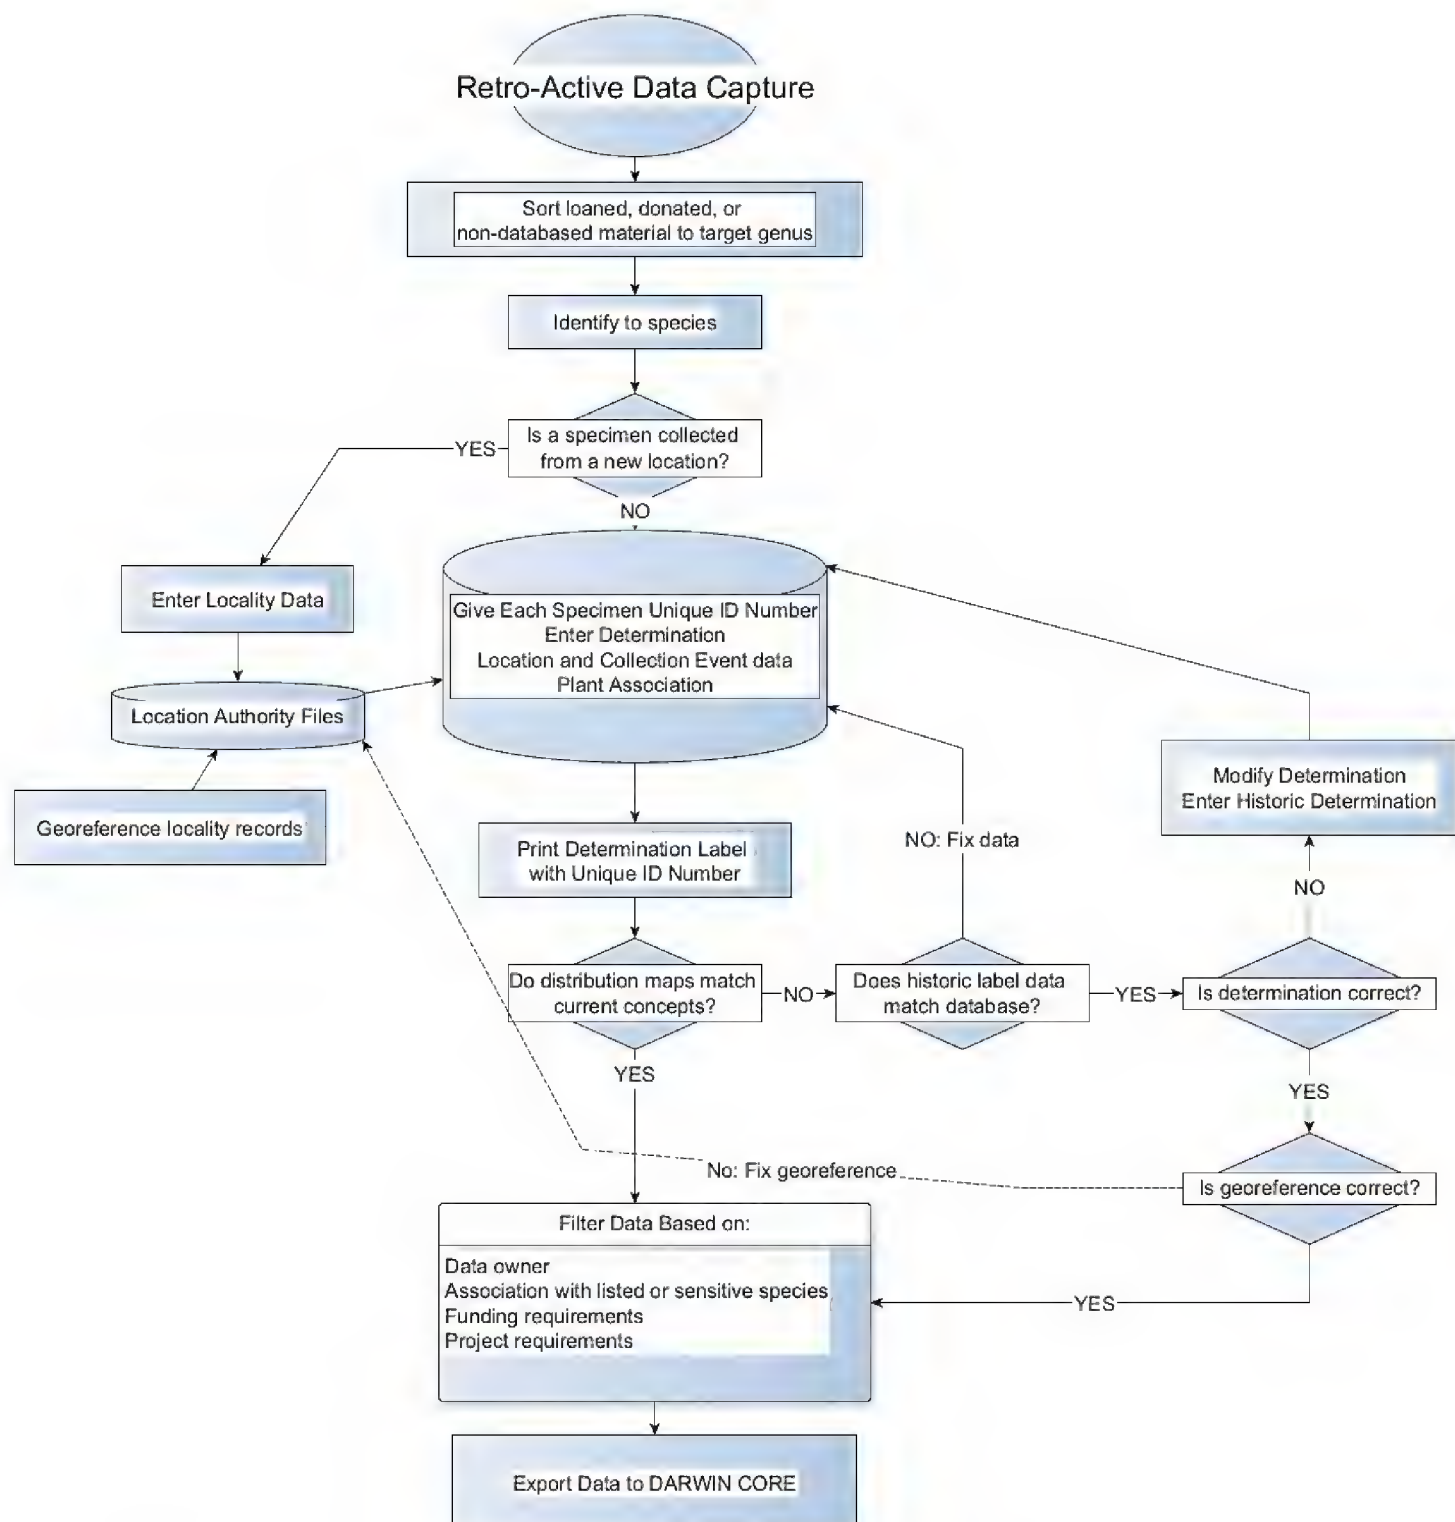 Retro-Active Data Capture
Sort loaned, donated, or
non-databased material to target genus
Identify to species
Is a specimen collected
from a new location?
YES
NO
Enter Locality Data
Give Each Specimen Unique ID Number
Enter Determination
Location and Collection Event data
Plant Association
Location Authority Files
Georeference locality records
Modify Determination
Enter Historic Determination
Print Determination Label
with Unique ID Number
NO: Fix data
NO
Do distribution maps match
current concepts?
NO
Does historic label data
match database?
YES
Is determination correct?
YES
YES
No: Fix georeference
Is georeference correct?
Filter Data Based on:
Data owner
Association with listed or sensitive species
Funding requirements
Project requirements
YES
Export Data to DARWIN CORE